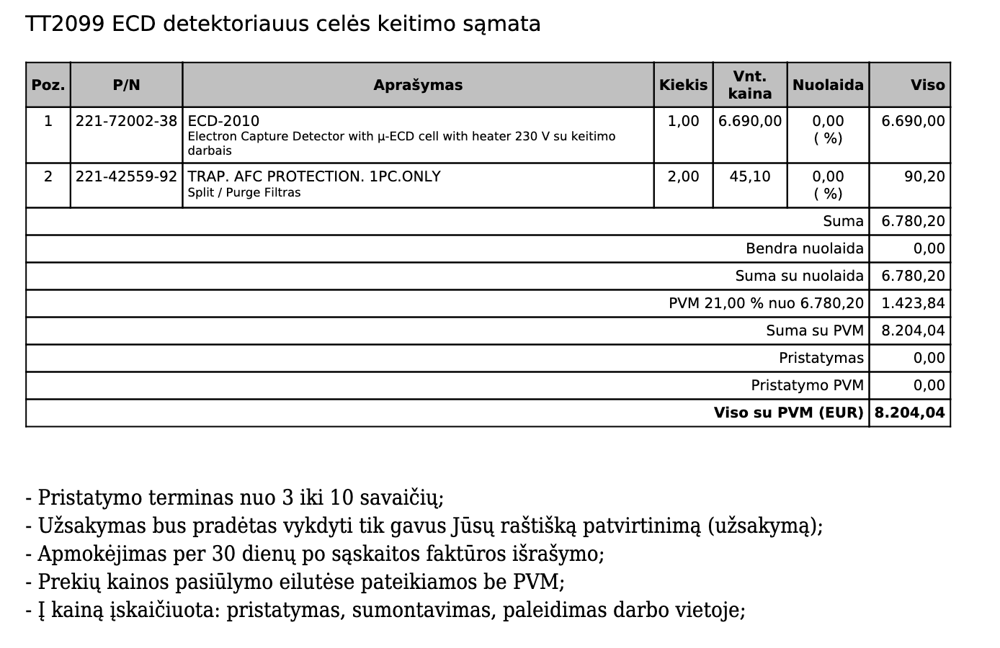 TT2099 ECD detektoriauus celės keitimo sąmata
Poz. P/N Aprašymas Kiekis Vnt. kaina Nuolaida Viso
1 221-72002-38 ECD-2010 1,00 6.690,00 0,00 6.690,00
Electron Capture Detector with µ-ECD cell with heater 230 V su keitimo ( %)
darbais
2 221-42559-92 TRAP. AFC PROTECTION. 1PC.ONLY 2,00 45,10 0,00 90,20
Split / Purge Filtras ( %)
Suma 6.780,20
Bendra nuolaida 0,00
Suma su nuolaida 6.780,20
PVM 21,00 % nuo 6.780,20 1.423,84
Suma su PVM 8.204,04
Pristatymas 0,00
Pristatymo PVM 0,00
Viso su PVM (EUR) 8.204,04
- Pristatymo terminas nuo 3 iki 10 savaičių;
- Užsakymas bus pradėtas vykdyti tik gavus Jūsų raštišką patvirtinimą (užsakymą);
- Apmokėjimas per 30 dienų po sąskaitos faktūros išrašymo;
- Prekių kainos pasiūlymo eilutėse pateikiamos be PVM;
- Į kainą įskaičiuota: pristatymas, sumontavimas, paleidimas darbo vietoje;